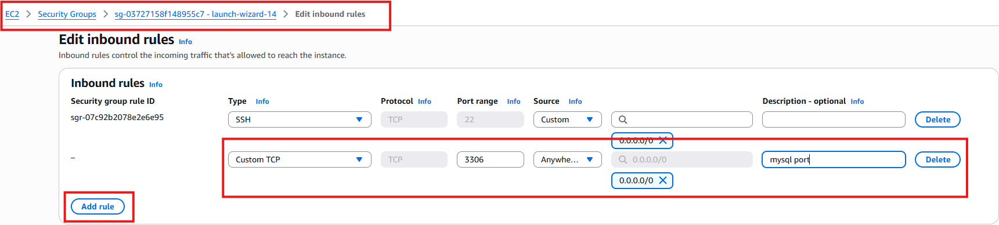 EC2 > Security Groups > sg-03727158f148955c7 - launch-wizard-14 > Edit inbound rules
Edit inbound rules Info
Inbound rules control the incoming traffic that's allowed to reach the instance.
Inbound rules Info
Security group rule ID Type Info Protocol Info Port range Info Source Info Description - optional Info
sgr-07c92b2078e2e6e95 SSH TCP 22 Custom Delete
0.0.0.0/0
– Custom TCP TCP 3306 Anywhe... 0.0.0.0/0 mysql port Delete
0.0.0.0/0
Add rule